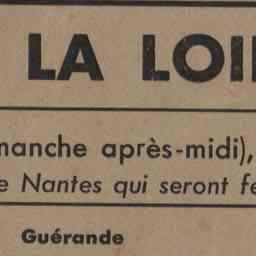 LA LOI
manche après-midi),
e Nantes qui seront fe
Guérande